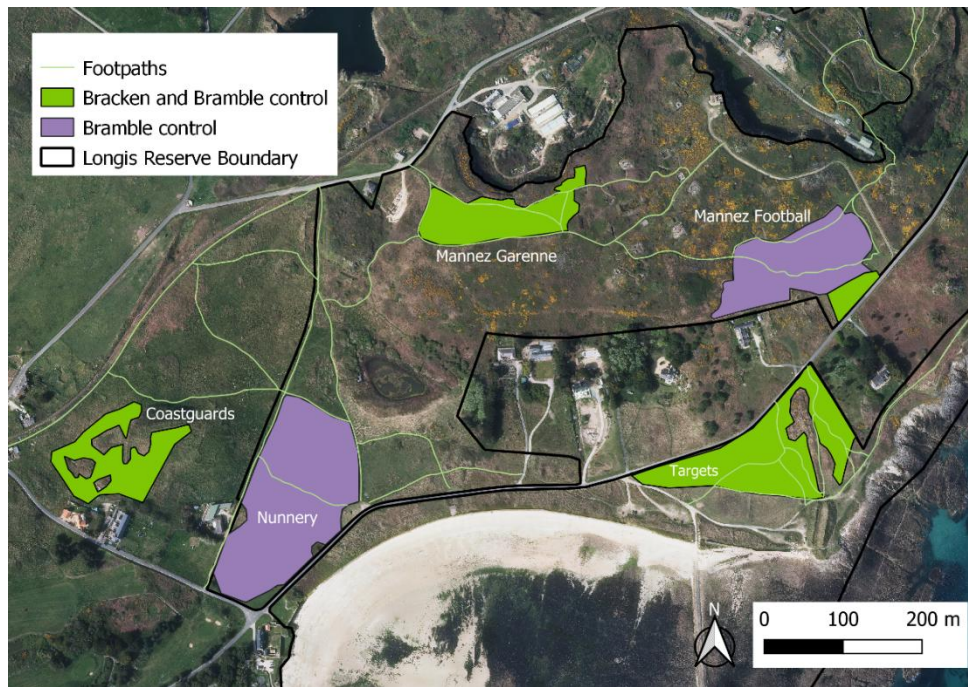 Footpaths
Bracken and Bramble control
Bramble control
Longis Reserve Boundary
Mannez Football
Mannez Garenne
Coastguards
Targets
Nunnery
N
0 100 200 m